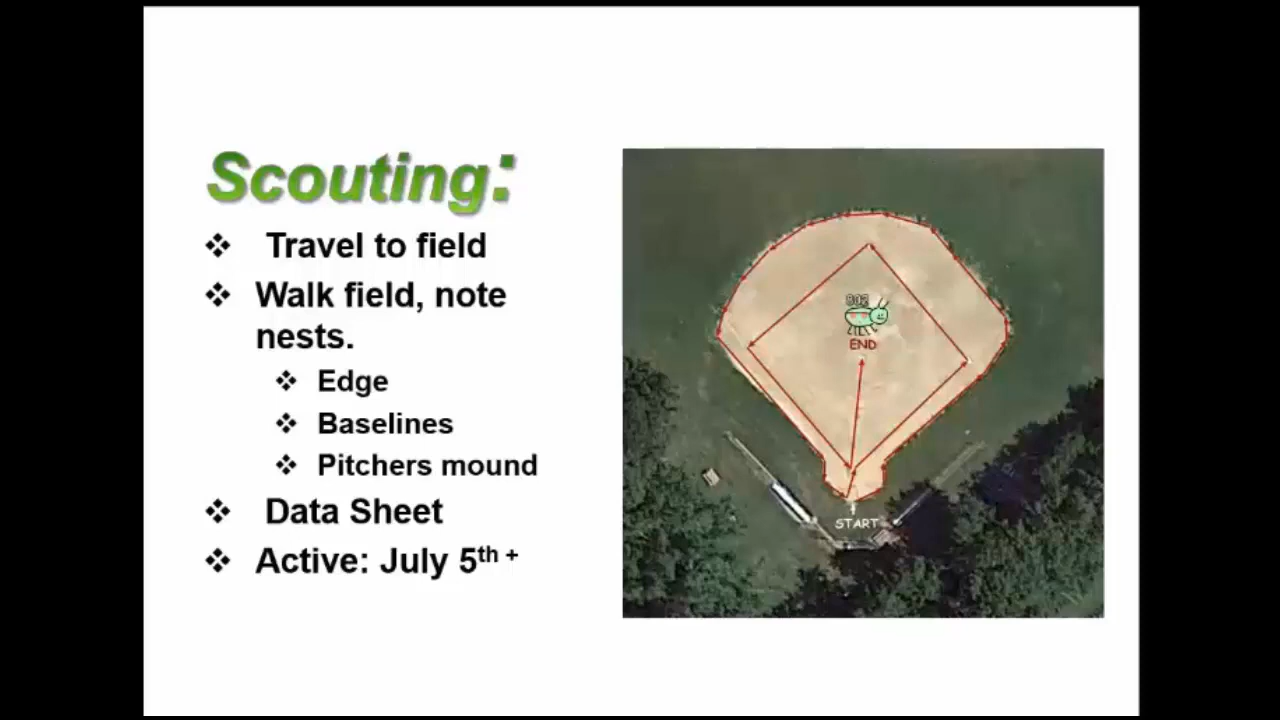 Scouting:
❖ Travel to field
❖ Walk field, note
nests.
❖ Edge
❖ Baselines
❖ Pitchers mound
❖ Data Sheet
❖ Active: July 5th +
BOZ
END
START